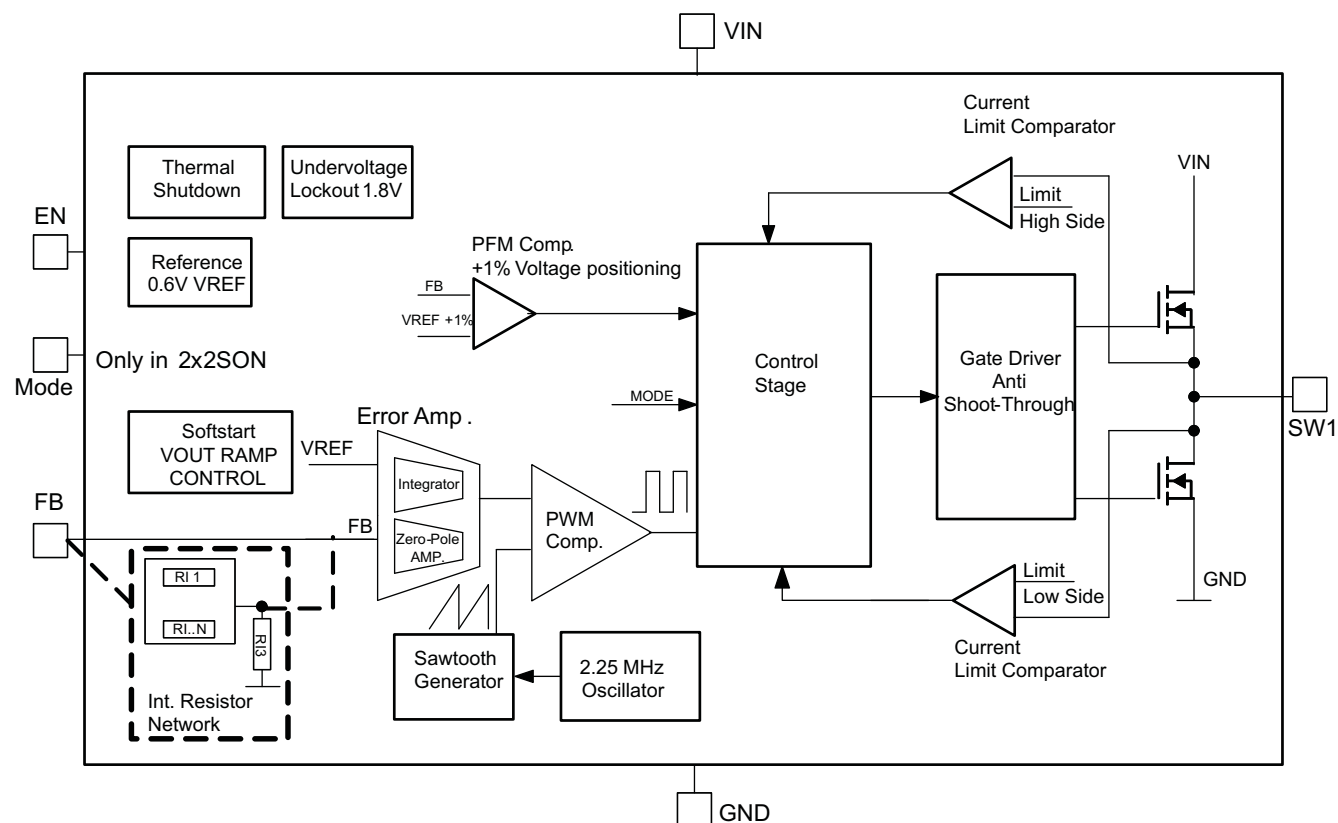 VIN
Current
Limit Comparator
Thermal
Shutdown
Undervoltage
Lockout 1.8V
VIN
Limit
High Side
EN
Reference
0.6V VREF
PFM Comp.
+1% Voltage positioning
FB
VREF +1%
Mode
Only in 2x2SON
Control
Stage
Gate Driver
Anti
Shoot-Through
MODE
SW1
Softstart
VOUT RAMP
CONTROL
Error Amp .
VREF
Integrator
FB
FB
Zero-Pole
AMP.
PWM
Comp.
Limit
Low Side
GND
RI 1
RI..N
RI3
Int. Resistor
Network
Sawtooth
Generator
2.25 MHz
Oscillator
Current
Limit Comparator
GND